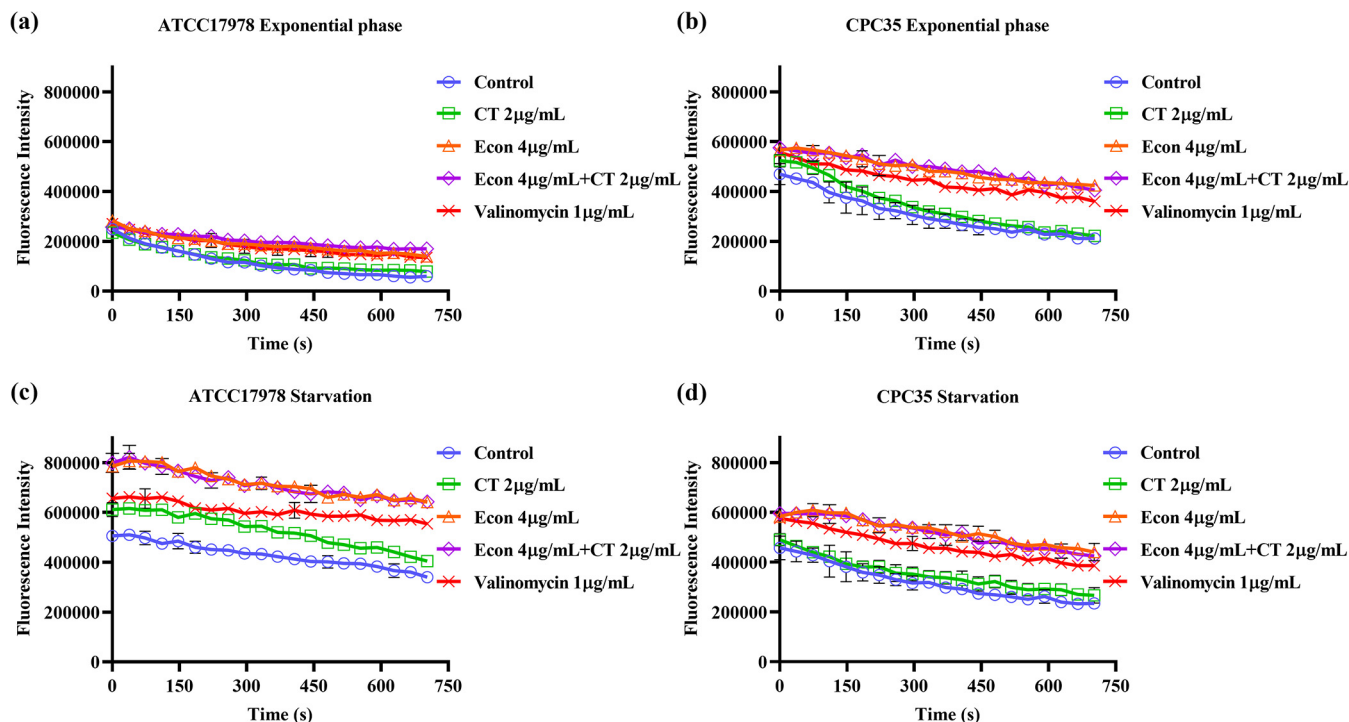 (a)
ATCC17978 Exponential phase
Fluorescence Intensity
800000
600000
400000
200000
0
0 150 300 450 600 750
Time (s)
Control
CT 2μg/mL
Econ 4μg/mL
Econ 4μg/mL+CT 2μg/mL
Valinomycin 1μg/mL
(b)
CPC35 Exponential phase
Fluorescence Intensity
800000
600000
400000
200000
0
0 150 300 450 600 750
Time (s)
Control
CT 2μg/mL
Econ 4μg/mL
Econ 4μg/mL+CT 2μg/mL
Valinomycin 1μg/mL
(c)
ATCC17978 Starvation
Fluorescence Intensity
800000
600000
400000
200000
0
0 150 300 450 600 750
Time (s)
Control
CT 2μg/mL
Econ 4μg/mL
Econ 4μg/mL+CT 2μg/mL
Valinomycin 1μg/mL
(d)
CPC35 Starvation
Fluorescence Intensity
800000
600000
400000
200000
0
0 150 300 450 600 750
Time (s)
Control
CT 2μg/mL
Econ 4μg/mL
Econ 4μg/mL+CT 2μg/mL
Valinomycin 1μg/mL